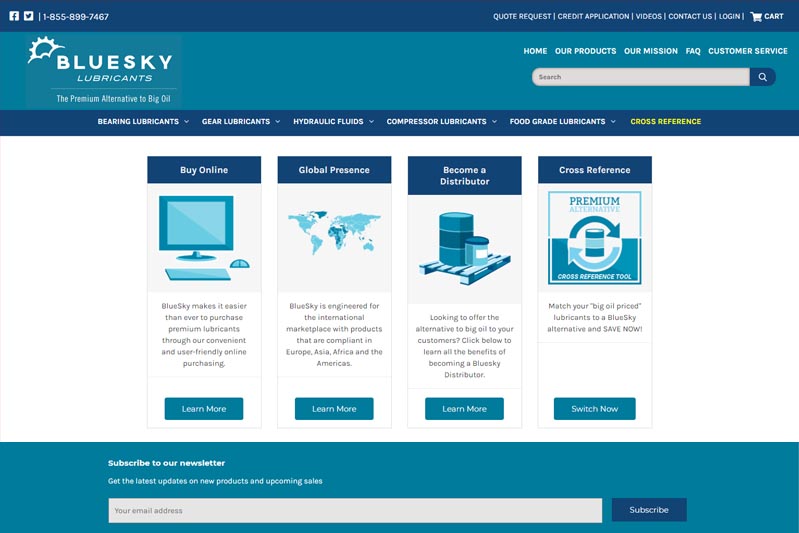 | 1-855-899-7467
QUOTE REQUEST | CREDIT APPLICATION | VIDEOS | CONTACT US | LOGIN | CART
BLUESKY
LUBRICANTS
The Premium Alternative to Big Oil
HOME OUR PRODUCTS OUR MISSION FAQ CUSTOMER SERVICE
Search
BEARING LUBRICANTS GEAR LUBRICANTS HYDRAULIC FLUIDS COMPRESSOR LUBRICANTS FOOD GRADE LUBRICANTS CROSS REFERENCE
Buy Online
BlueSky makes it easier
than ever to purchase
premium lubricants
through our convenient
and user-friendly online
purchasing.
Learn More
Global Presence
BlueSky is engineered for
the international
marketplace with products
that are compliant in
Europe, Asia, Africa and the
Americas.
Learn More
Become a
Distributor
Looking to offer the
alternative to big oil to your
customers? Click below to
learn all the benefits of
becoming a Bluesky
Distributor.
Learn More
Cross Reference
PREMIUM
ALTERNATIVE
CROSS REFERENCE TOOL
Match your "big oil priced"
lubricants to a BlueSky
alternative and SAVE NOW!
Switch Now
Subscribe to our newsletter
Get the latest updates on new products and upcoming sales
Your email address
Subscribe